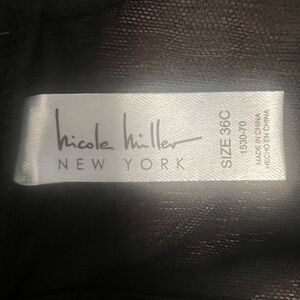 nicole miller
NEW YORK
SIZE 36C
1530-70
MADE IN CHINA
HECHO EN CHINA